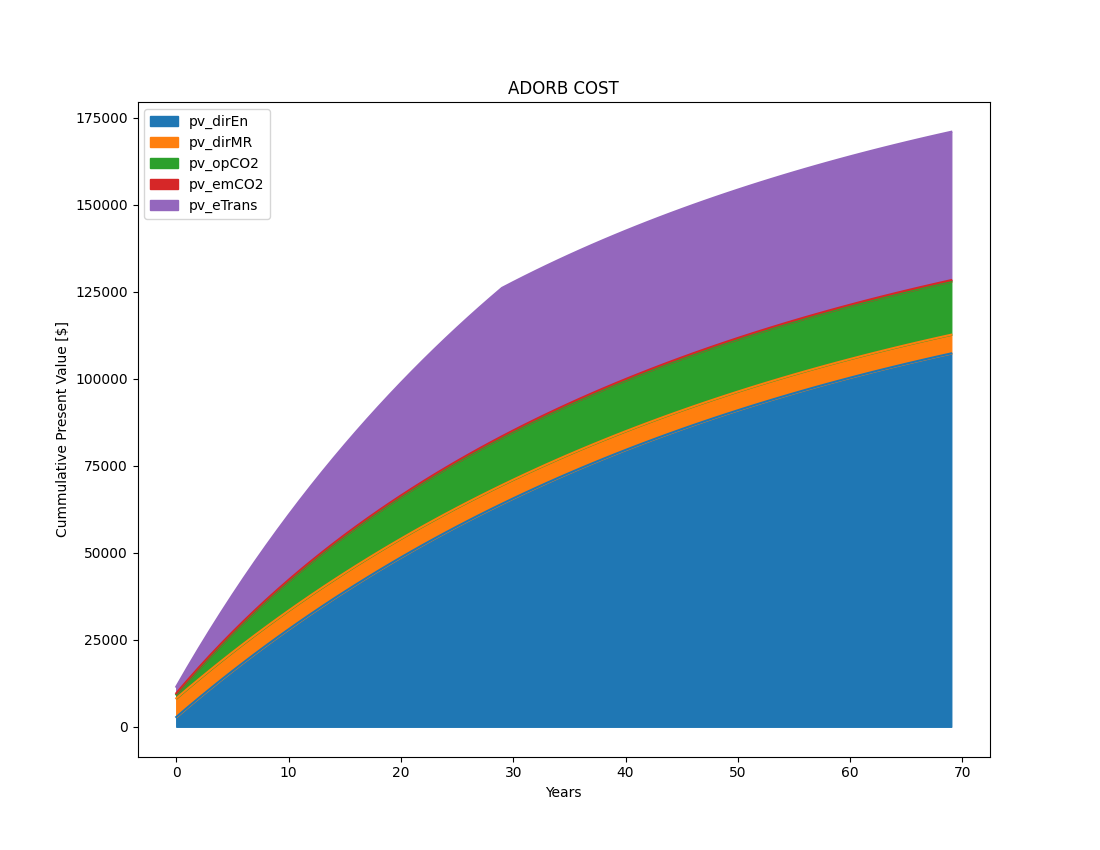 ADORB COST
pv_dirEn
pv_dirMR
pv_opCO2
pv_emCO2
pv_eTrans
175000
150000
125000
100000
75000
50000
25000
0
Cummulative Present Value [$]
0 10 20 30 40 50 60 70
Years